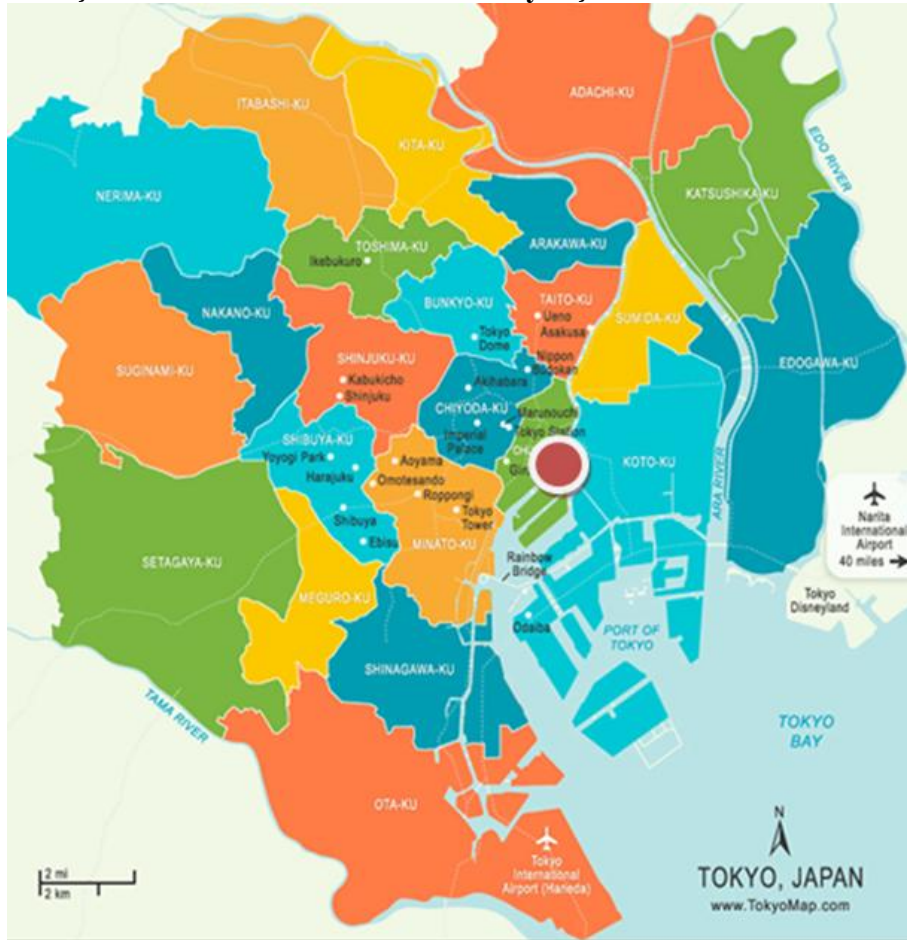 ADACHI-KU
ITABASHI-KU
KITA-KU
EDO RIVER
NERIMA-KU
KATSUSHIKA-KU
ARAKAWA-KU
TOSHIMA-KU
Ikebukuro
BUNKYO-KU
TAITO-KU
Ueno
Asakusa
NAKANO-KU
SUMIDA-KU
Tokyo
Dome
SHINJUKU-KU
Nippon
Budokan
EDOGAWA-KU
SUGINAMI-KU
Kabukicho
Shinjuku
Akihabara
CHIYODA-KU
Marunouchi
Imperial
Palace
Tokyo Station
SHIBUYA-KU
Yoyogi Park
Harajuku
Aoyama
Omotesando
Roppongi
KOTO-KU
ARA RIVER
Tokyo
Tower
Shibuya
Ebisu
MINATO-KU
Narita
International
Airport
40 miles
SETAGAYA-KU
Rainbow
Bridge
MEGURO-KU
Tokyo
Disneyland
Odaiba
PORT OF
TOKYO
SHINAGAWA-KU
TAMA RIVER
TOKYO
BAY
OTA-KU
N
Tokyo
International
Airport (Haneda)
2 mi
2 km
TOKYO, JAPAN
www.TokyoMap.com